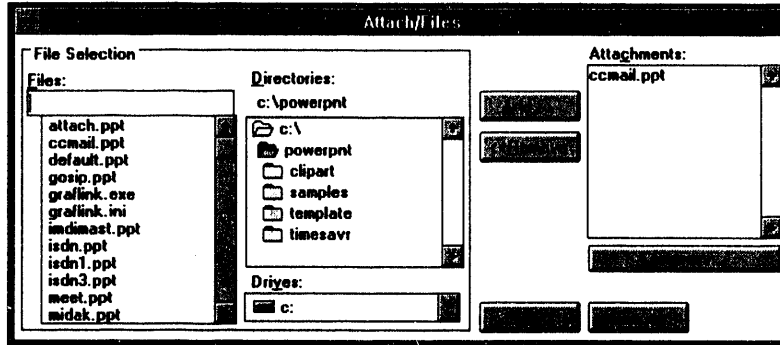 Attach/Files
File Selection
Files:
attach.ppt
ccmail.ppt
default.ppt
gosip.ppt
graflink.exe
graflink.ini
imdimast.ppt
isdn.ppt
isdn1.ppt
isdn3.ppt
meet.ppt
midak.ppt
Directories:
c:\powerpnt
c:\
powerpnt
clipart
samples
template
timesavr
Drives:
c:
Attachments:
ccmail.ppt